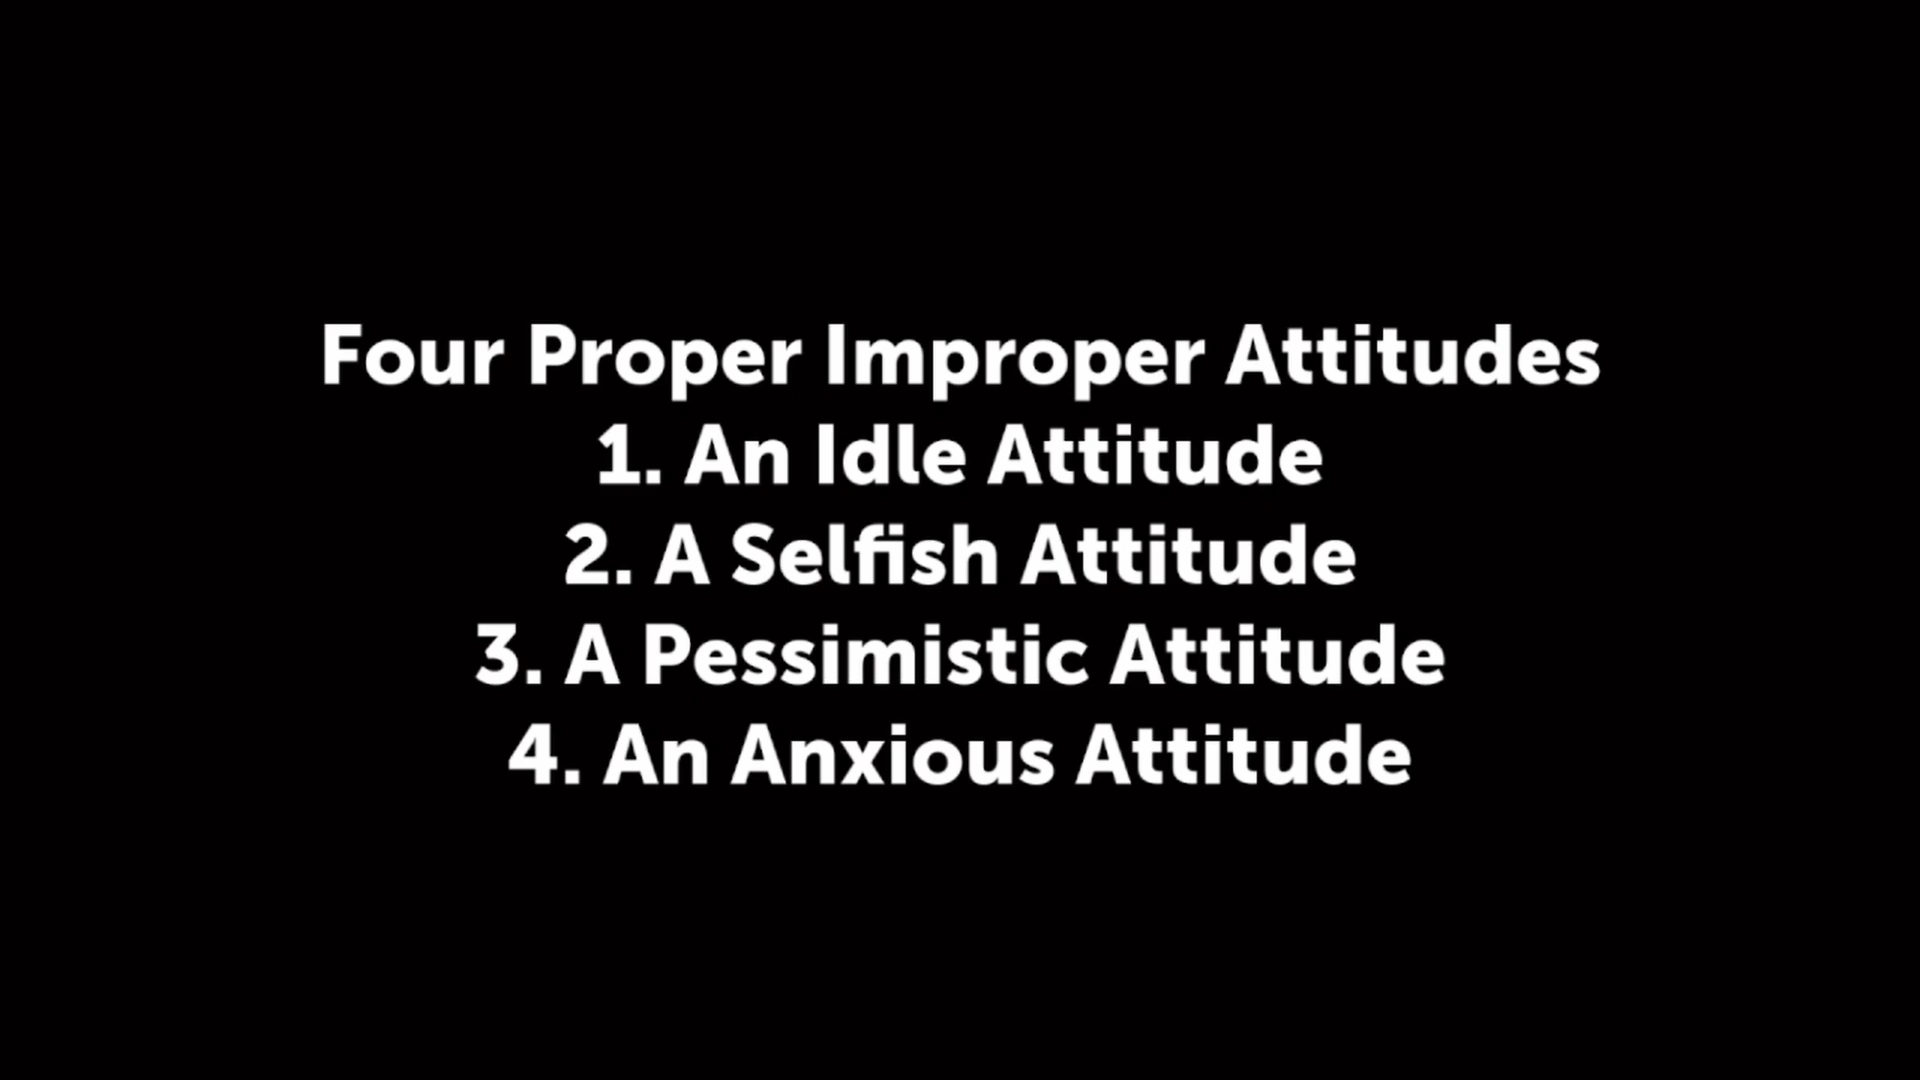 Four Proper Improper Attitudes
1. An Idle Attitude
2. A Selfish Attitude
3. A Pessimistic Attitude
4. An Anxious Attitude